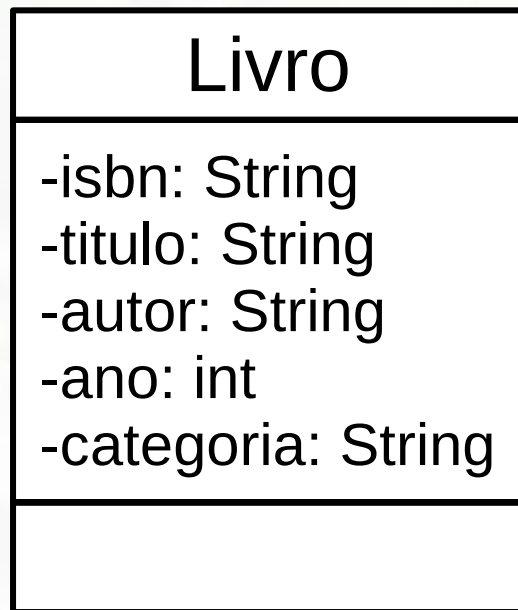 Livro
-isbn: String
-titulo: String
-autor: String
-ano: int
-categoria: String